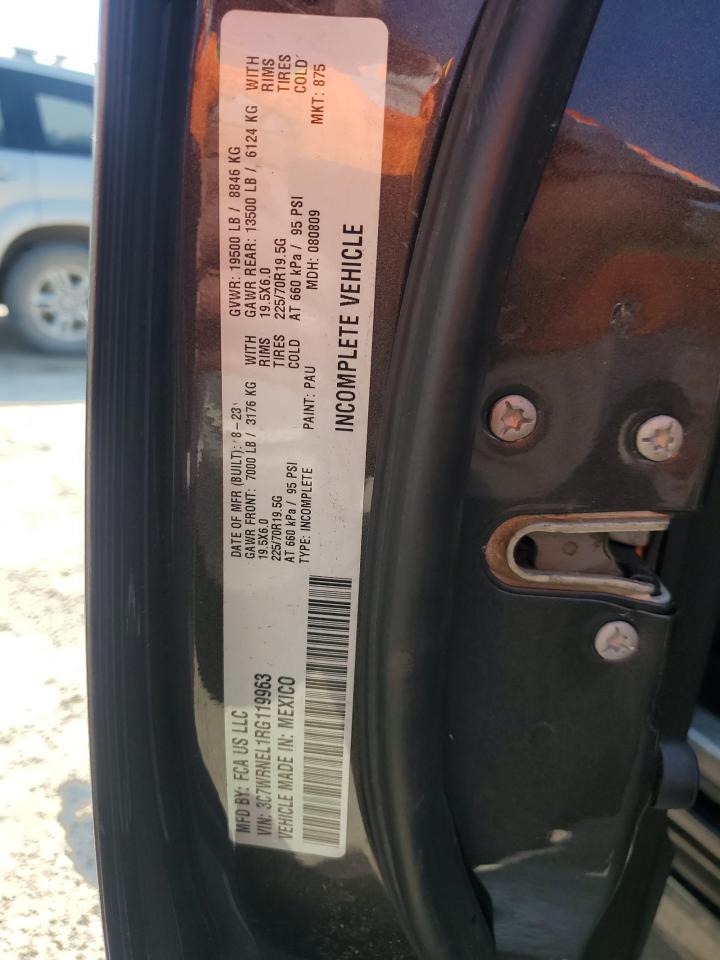 MFD BY: FCA US LLC
VIN: 3C7WRNEL1RG119963
VEHICLE MADE IN: MEXICO
DATE OF MFR (BUILT): 8-23
GAWR FRONT: 7000 LB / 3176 KG WITH
19.5X6.0 RIMS
225/70R19.5G TIRES
AT 660 kPa / 95 PSI COLD
TYPE: INCOMPLETE PAINT: PAU
GVWR: 19500 LB / 8846 KG
GAWR REAR: 13500 LB / 6124 KG WITH
19.5X6.0 RIMS
225/70R19.5G TIRES
AT 660 kPa / 95 PSI COLD
MDH: 080809 MKT: 875
INCOMPLETE VEHICLE